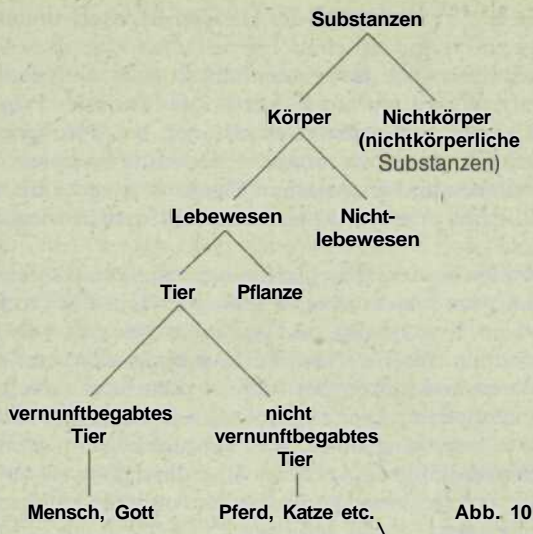 Substanzen
Körper Nichtkörper
(nichtkörperliche
Substanzen)
Lebewesen Nicht-
lebewesen
Tier Pflanze
vernunftbegabtes
Tier
nicht
vernunftbegabtes
Tier
Mensch, Gott Pferd, Katze etc. Abb. 10